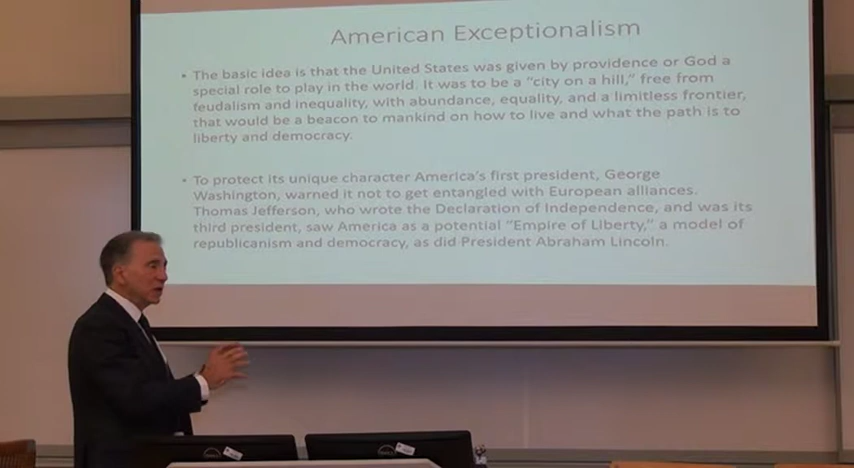 American Exceptionalism
• The basic idea is that the United States was given by providence or God a
special role to play in the world. It was to be a “city on a hill,” free from
feudalism and inequality, with abundance, equality, and a limitless frontier,
that would be a beacon to mankind on how to live and what the path is to
liberty and democracy.
• To protect its unique character America’s first president, George
Washington, warned it not to get entangled with European alliances.
Thomas Jefferson, who wrote the Declaration of Independence, and was its
third president, saw America as a potential “Empire of Liberty,” a model of
republicanism and democracy, as did President Abraham Lincoln.
DELL
DELL